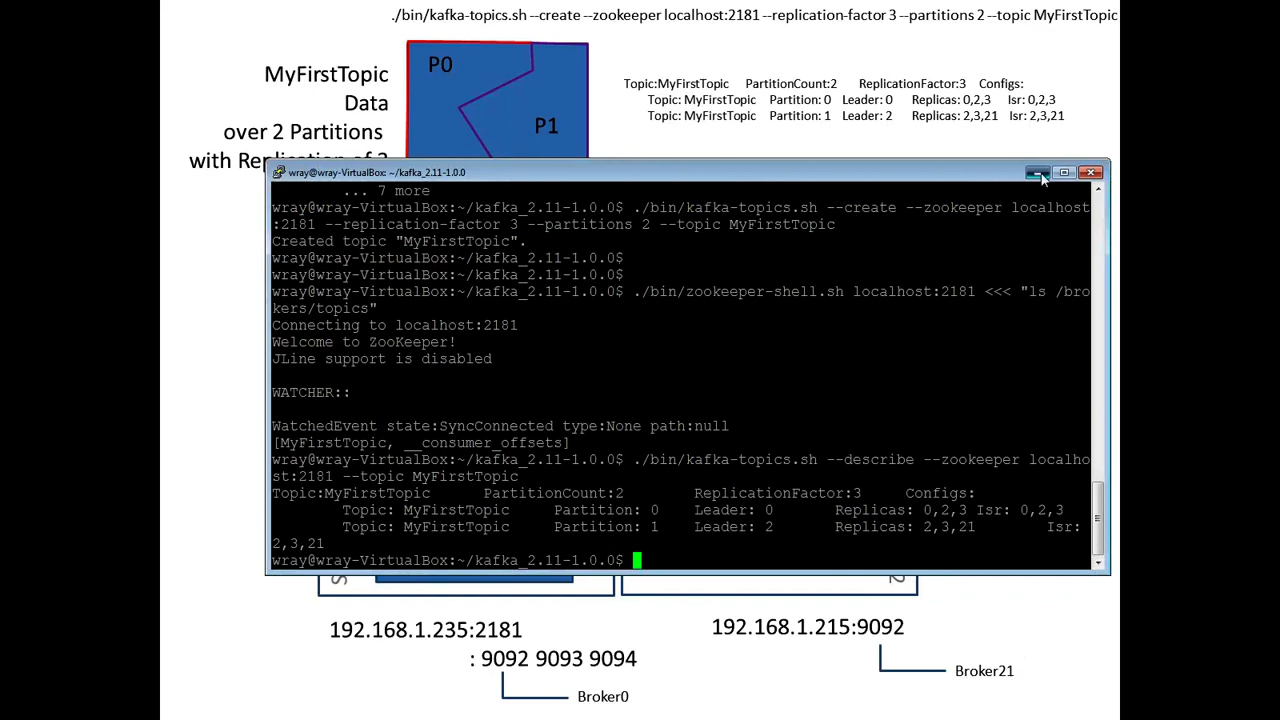 ./bin/kafka-topics.sh --create --zookeeper localhost:2181 --replication-factor 3 --partitions 2 --topic MyFirstTopic
MyFirstTopic
Data
over 2 Partitions
with Replication of 3
P0
P1
Topic:MyFirstTopic PartitionCount:2 ReplicationFactor:3 Configs:
Topic: MyFirstTopic Partition: 0 Leader: 0 Replicas: 0,2,3 Isr: 0,2,3
Topic: MyFirstTopic Partition: 1 Leader: 2 Replicas: 2,3,21 Isr: 2,3,21
wray@wray-VirtualBox: ~/kafka_2.11-1.0.0
... 7 more
wray@wray-VirtualBox:~/kafka_2.11-1.0.0$ ./bin/kafka-topics.sh --create --zookeeper localhost
:2181 --replication-factor 3 --partitions 2 --topic MyFirstTopic
Created topic "MyFirstTopic".
wray@wray-VirtualBox:~/kafka_2.11-1.0.0$
wray@wray-VirtualBox:~/kafka_2.11-1.0.0$
wray@wray-VirtualBox:~/kafka_2.11-1.0.0$ ./bin/zookeeper-shell.sh localhost:2181 <<< "ls /bro
kers/topics"
Connecting to localhost:2181
Welcome to ZooKeeper!
JLine support is disabled
WATCHER::
WatchedEvent state:SyncConnected type:None path:null
[MyFirstTopic, __consumer_offsets]
wray@wray-VirtualBox:~/kafka_2.11-1.0.0$ ./bin/kafka-topics.sh --describe --zookeeper localho
st:2181 --topic MyFirstTopic
Topic:MyFirstTopic PartitionCount:2 ReplicationFactor:3 Configs:
Topic: MyFirstTopic Partition: 0 Leader: 0 Replicas: 0,2,3 Isr: 0,2,3
Topic: MyFirstTopic Partition: 1 Leader: 2 Replicas: 2,3,21 Isr:
2,3,21
wray@wray-VirtualBox:~/kafka_2.11-1.0.0$
192.168.1.235:2181
: 9092 9093 9094
Broker0
192.168.1.215:9092
Broker21